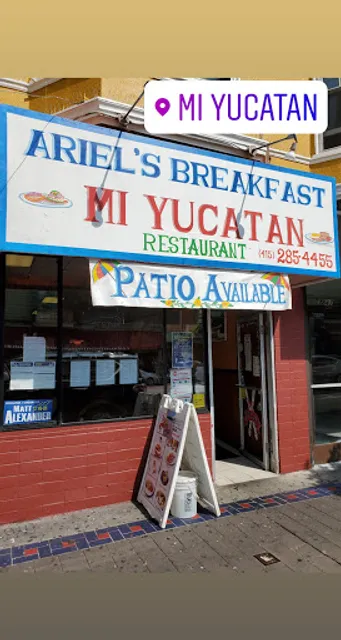 MI YUCATAN
ARIEL'S BREAKFAST
MI YUCATAN
RESTAURANT (415) 285-4455
PATIO AVAILABLE
MATT
ALEXANDER